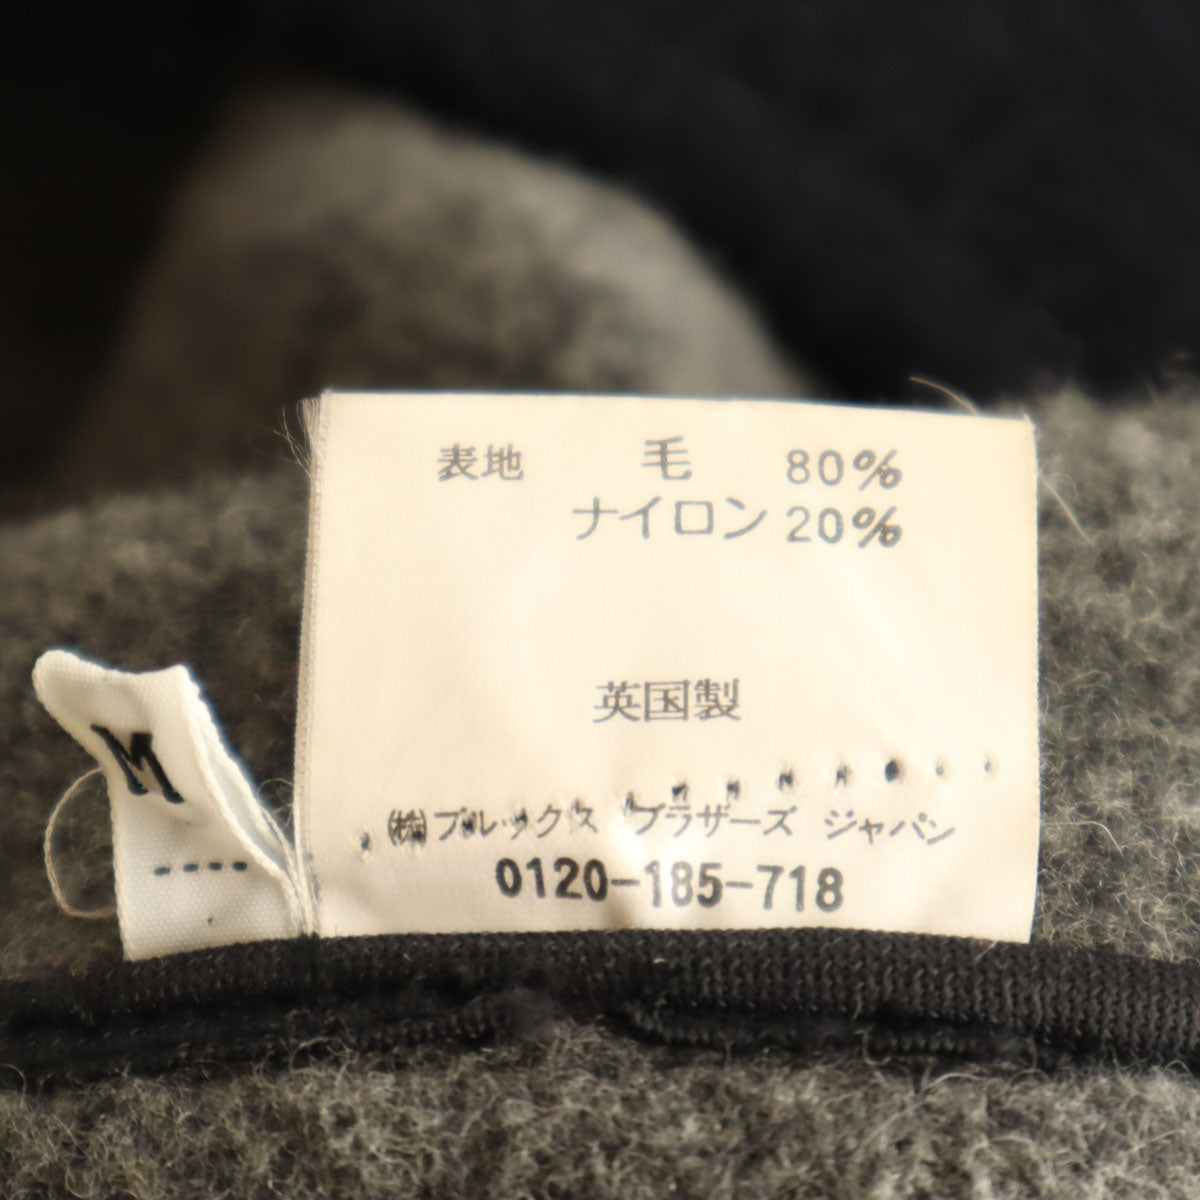 表地 毛 80%
ナイロン 20%
英国製
㈱ブルックス ブラザーズ ジャパン
0120-185-718
M